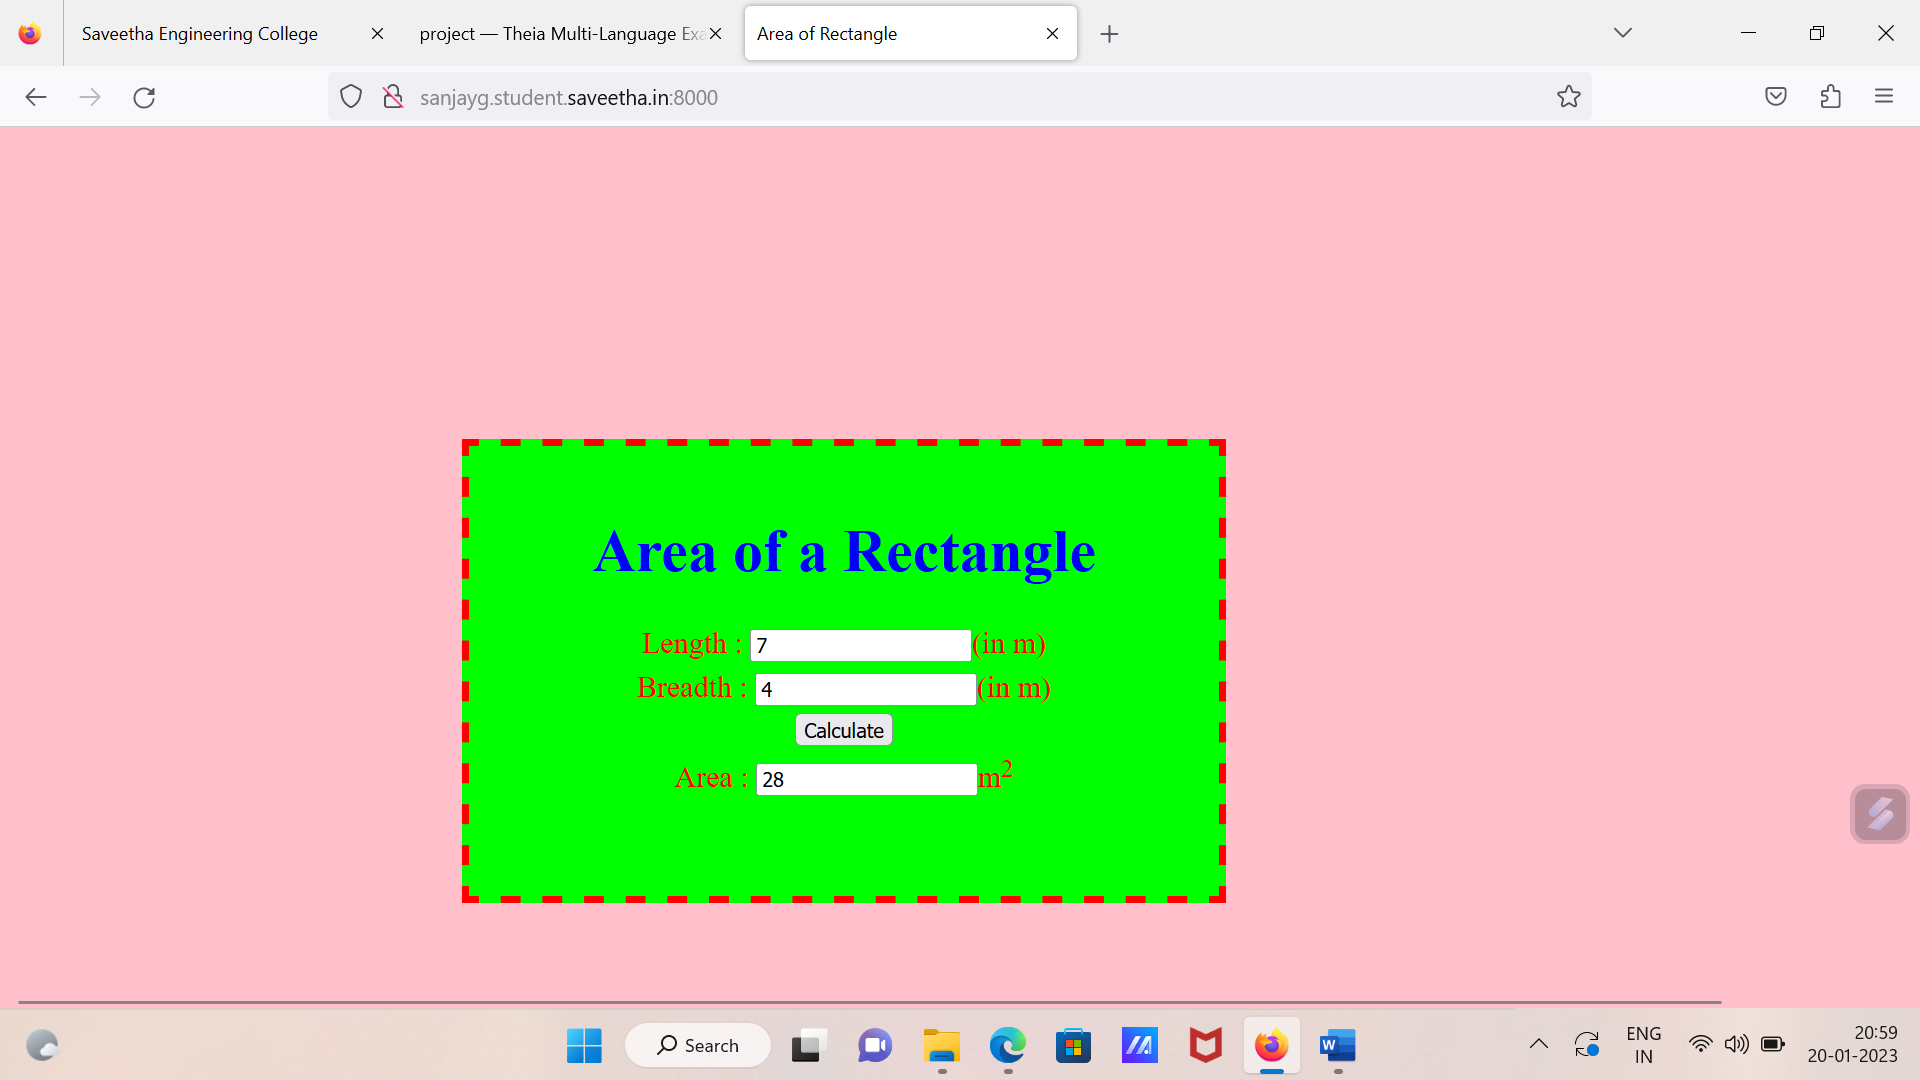 Saveetha Engineering College
project — Theia Multi-Language Exa
Area of Rectangle
sanjayg.student.saveetha.in:8000
Area of a Rectangle
Length : 7 (in m)
Breadth : 4 (in m)
Calculate
Area : 28 m²
Search
W
ENG
IN
20:59
20-01-2023